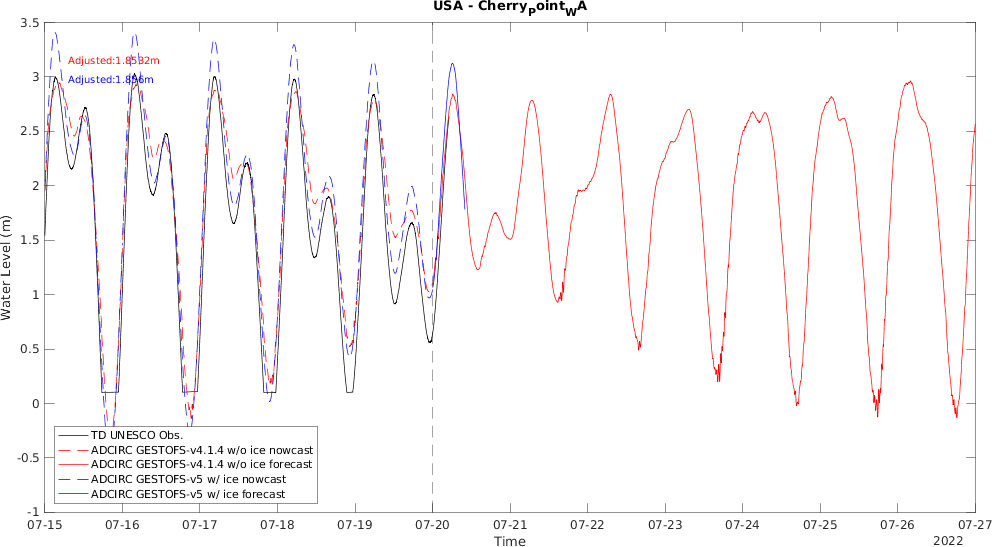 USA - CherryPointWA
3.5
Adjusted:1.8532m
3
Adjusted:1.856m
2.5
2
1.5
1
0.5
0
-0.5
-1
Water Level (m)
TD UNESCO Obs.
ADCIRC GESTOFS-v4.1.4 w/o ice nowcast
ADCIRC GESTOFS-v4.1.4 w/o ice forecast
ADCIRC GESTOFS-v5 w/ ice nowcast
ADCIRC GESTOFS-v5 w/ ice forecast
07-15 07-16 07-17 07-18 07-19 07-20 07-21 07-22 07-23 07-24 07-25 07-26 07-27
Time
2022